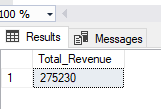 100 %
Results Messages
Total_Revenue
1 275230